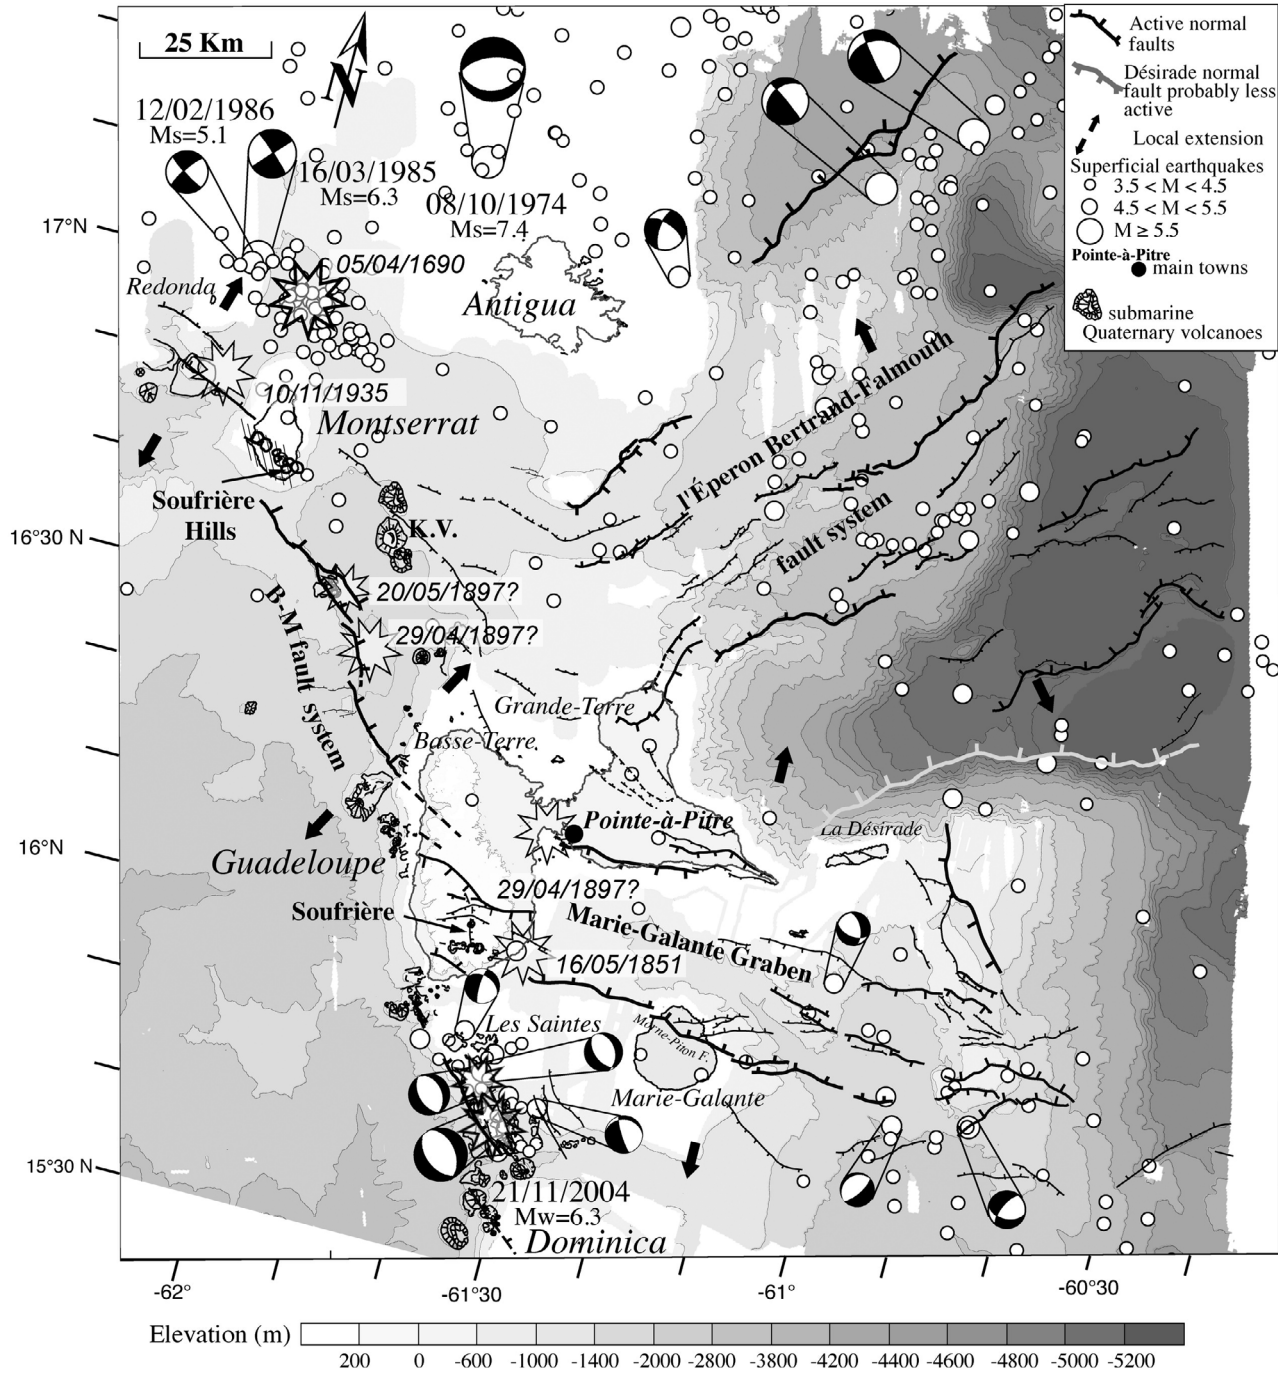 25 Km
N
12/02/1986
Ms=5.1
16/03/1985
Ms=6.3
08/10/1974
Ms=7.4
05/04/1690
Redonda
Antigua
10/11/1935
Montserrat
Soufrière
Hills
K.V.
20/05/1897?
29/04/1897?
B-M fault system
l'Éperon Bertrand-Falmouth
fault system
Grande-Terre
Basse-Terre
Pointe-à-Pitre
La Désirade
Guadeloupe
29/04/1897?
Soufrière
Marie-Galante Graben
16/05/1851
Les Saintes
Morne-Piton F.
Marie-Galante
21/11/2004
Mw=6.3
Dominica
17°N
16°30 N
16°N
15°30 N
-62°
-61°30
-61°
-60°30
Active normal
faults
Désirade normal
fault probably less
active
Local extension
Superficial earthquakes
3.5 < M < 4.5
4.5 < M < 5.5
M ≥ 5.5
Pointe-à-Pitre
main towns
submarine
Quaternary volcanoes
Elevation (m)
200 0 -600 -1000 -1400 -2000 -2800 -3800 -4200 -4400 -4600 -4800 -5000 -5200